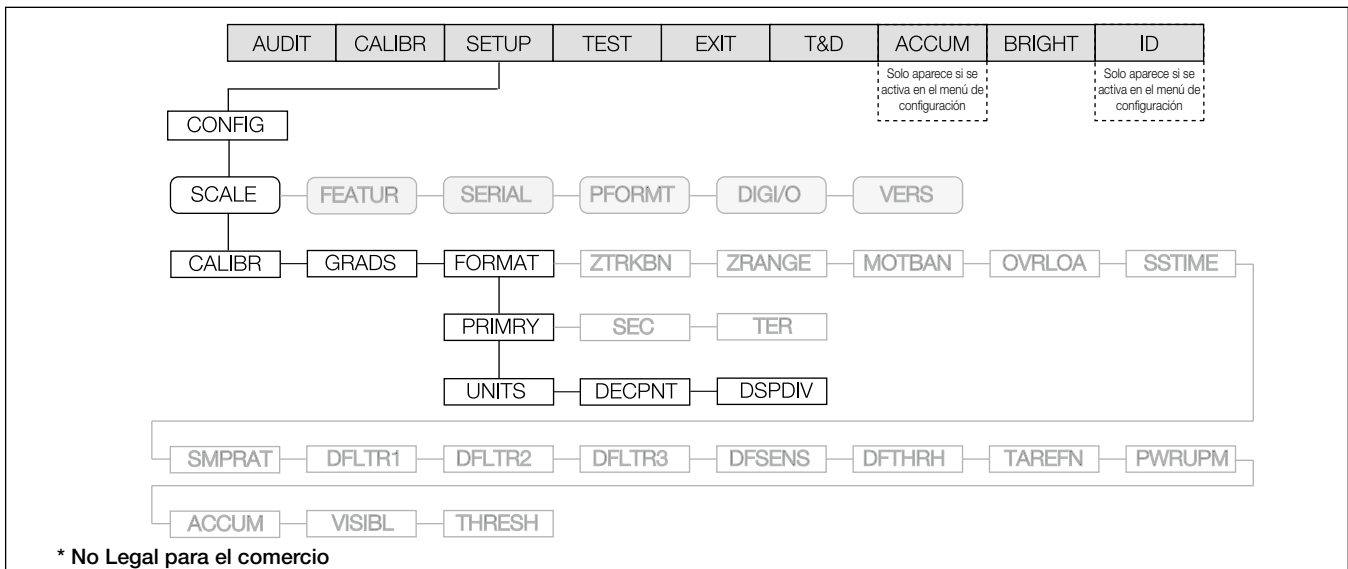 AUDIT CALIBR SETUP TEST EXIT T&D ACCUM BRIGHT ID
Solo aparece si se activa en el menú de configuración
Solo aparece si se activa en el menú de configuración
CONFIG
SCALE FEATUR SERIAL PFORMT DIGI/O VERS
CALIBR GRADS FORMAT ZTRKBN ZRANGE MOTBAN OVRLOA SSTIME
PRIMRY SEC TER
UNITS DECPNT DSPDIV
SMPRAT DFLTR1 DFLTR2 DFLTR3 DFSENS DFTHRH TAREFN PWRUPM
ACCUM VISIBL THRESH
* No Legal para el comercio